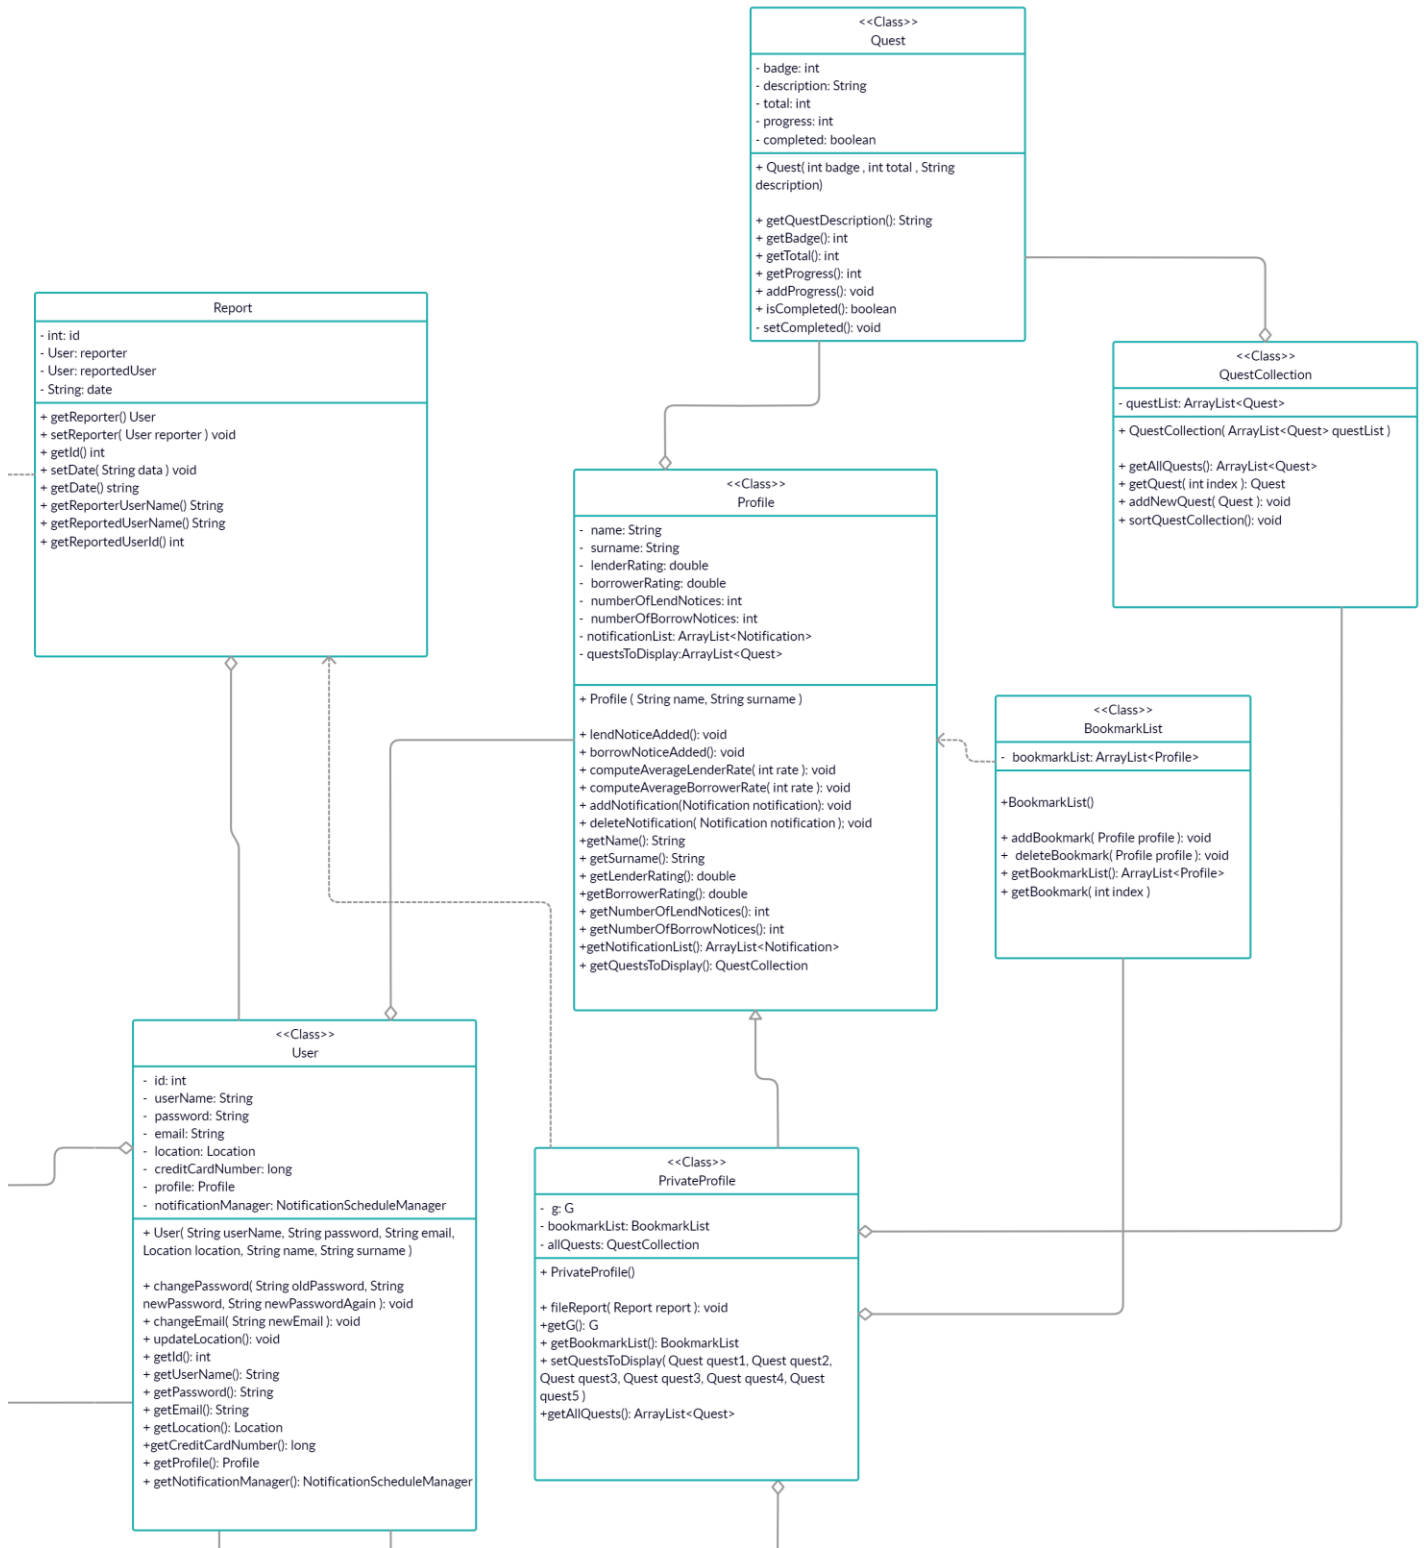 <<Class>>
Quest
- badge: int
- description: String
- total: int
- progress: int
- completed: boolean
+ Quest( int badge , int total , String
description)
+ getQuestDescription(): String
+ getBadge(): int
+ getTotal(): int
+ getProgress(): int
+ addProgress(): void
+ isCompleted(): boolean
- setCompleted(): void
Report
- int: id
- User: reporter
- User: reportedUser
- String: date
+ getReporter() User
+ setReporter( User reporter ) void
+ getId() int
+ setDate( String data ) void
+ getDate() string
+ getReporterUserName() String
+ getReportedUserName() String
+ getReportedUserId() int
<<Class>>
QuestCollection
- questList: ArrayList<Quest>
+ QuestCollection( ArrayList<Quest> questList )
+ getAllQuests(): ArrayList<Quest>
+ getQuest( int index ): Quest
+ addNewQuest( Quest ): void
+ sortQuestCollection(): void
<<Class>>
Profile
- name: String
- surname: String
- lenderRating: double
- borrowerRating: double
- numberOfLendNotices: int
- numberOfBorrowNotices: int
- notificationList: ArrayList<Notification>
- questsToDisplay:ArrayList<Quest>
+ Profile ( String name, String surname )
+ lendNoticeAdded(): void
+ borrowNoticeAdded(): void
+ computeAverageLenderRate( int rate ): void
+ computeAverageBorrowerRate( int rate ): void
+ addNotification(Notification notification): void
+ deleteNotification( Notification notification ); void
+getName(): String
+ getSurname(): String
+ getLenderRating: double
+getBorrowerRating: double
+ getNumberOfLendNotices: int
+ getNumberOfBorrowNotices: int
+getNotificationList(): ArrayList<Notification>
+ getQuestsToDisplay(): QuestCollection
<<Class>>
BookmarkList
- bookmarkList: ArrayList<Profile>
+BookmarkList()
+ addBookmark( Profile profile ): void
+ deleteBookmark( Profile profile ): void
+ getBookmarkList(): ArrayList<Profile>
+ getBookmark( int index )
<<Class>>
User
- id: int
- userName: String
- password: String
- email: String
- location: Location
- creditCardNumber: long
- profile: Profile
- notificationManager: NotificationScheduleManager
+ User( String userName, String password, String email,
Location location, String name, String surname )
+ changePassword( String oldPassword, String
newPassword, String newPasswordAgain ): void
+ changeEmail( String newEmail ): void
+ updateLocation(): void
+ getId(): int
+ getUserName(): String
+ getPassword(): String
+ getEmail(): String
+ getLocation(): Location
+getCreditCardNumber(): long
+ getProfile(): Profile
+ getNotificationManager(): NotificationScheduleManager
<<Class>>
PrivateProfile
- g: G
- bookmarkList: BookmarkList
- allQuests: QuestCollection
+ PrivateProfile()
+ fileReport( Report report ): void
+getG(): G
+ getBookmarkList(): BookmarkList
+ setQuestsToDisplay( Quest quest1, Quest quest2,
Quest quest3, Quest quest3, Quest quest4, Quest
quest5 )
+getAllQuests(): ArrayList<Quest>